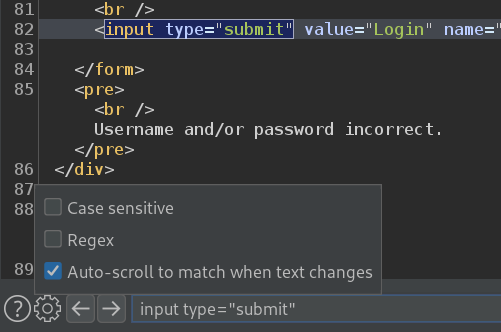 81 <br />
82 <input type="submit" value="Login" name="
83
84 </form>
85 <pre>
<br />
Username and/or password incorrect.
</pre>
86 </div>
87
88
Case sensitive
Regex
Auto-scroll to match when text changes
89
? input type="submit"